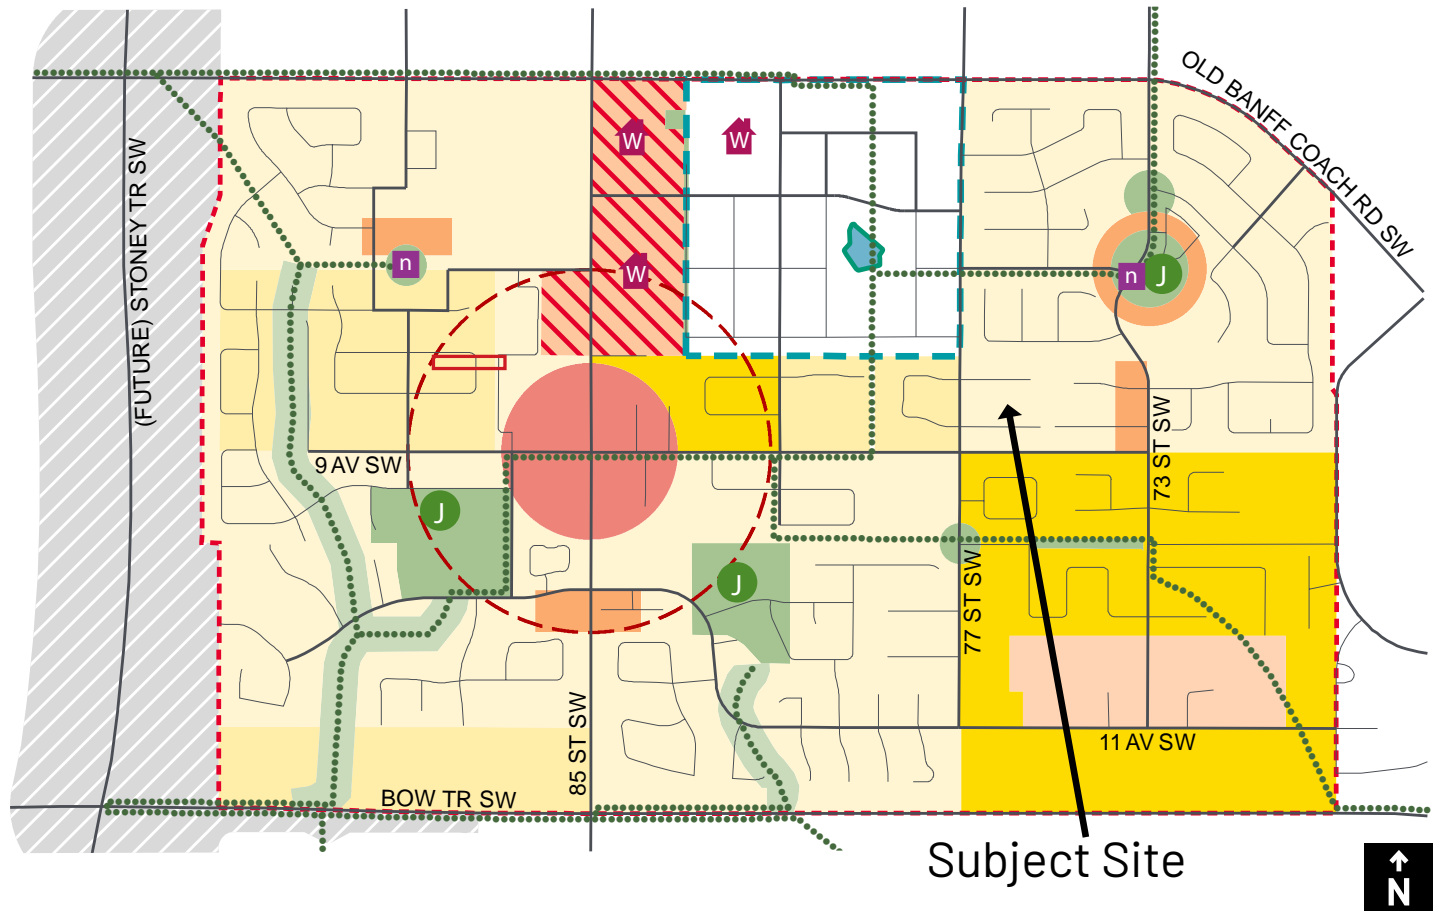 OLD BANFF COACH RD SW
(FUTURE) STONEY TR SW
W
W
W
n
n
J
9 AV SW
73 ST SW
J
J
77 ST SW
85 ST SW
11 AV SW
BOW TR SW
Subject Site
N